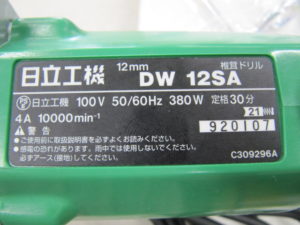 日立工機 12mm DW 12SA 椎茸ドリル
日立工機 100V 50/60Hz 380W 定格30分
4A 10000min⁻¹ 21
920107
⚠ 警告
●ご使用前に取扱説明書を必ずよくお読みください。
●感電の恐れがあります。雨中では使用しないでください。
必ずアース(接地)してください。
C309296A